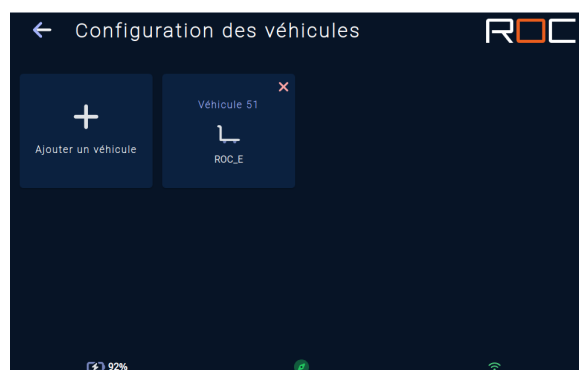 Configuration des véhicules
ROC
Ajouter un véhicule
Véhicule 51
ROC_E
92%